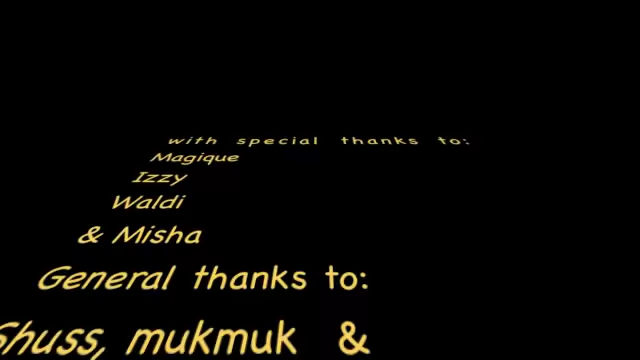 with special thanks to:
Magique
Izzy
Waldi
& Misha
General thanks to:
Shuss, mukmuk &